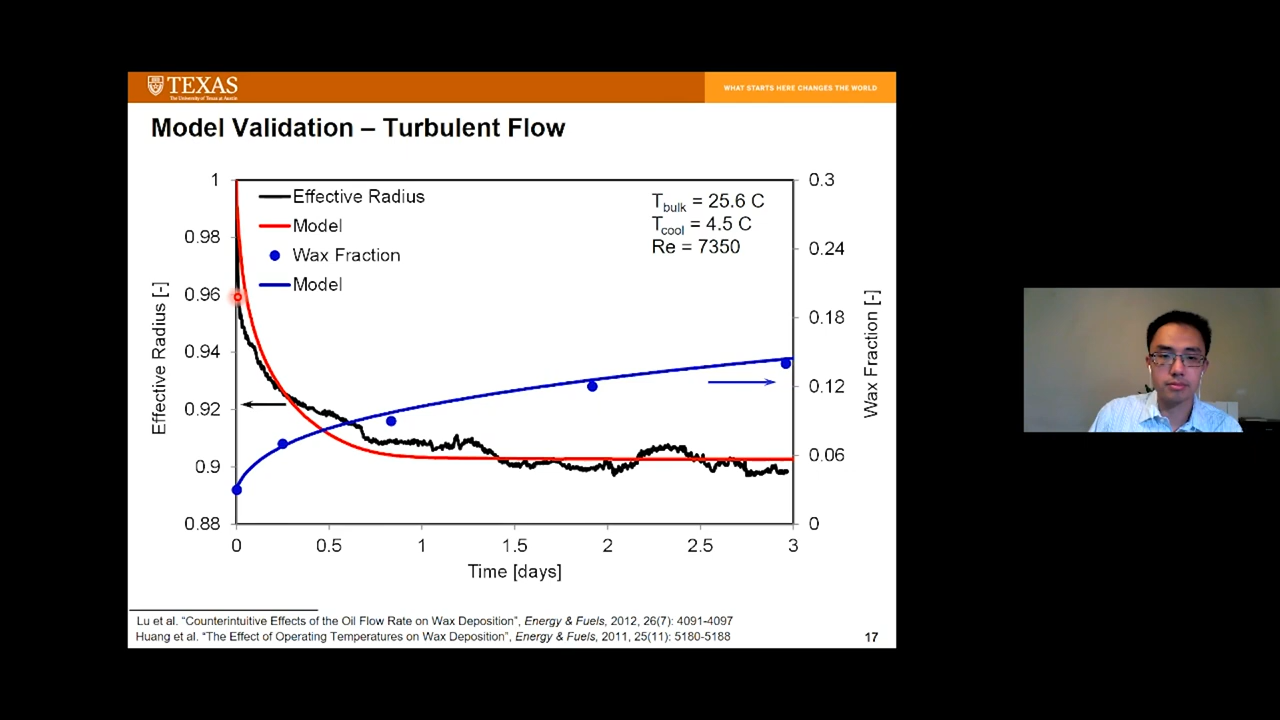 TEXAS
The University of Texas at Austin
WHAT STARTS HERE CHANGES THE WORLD
Model Validation – Turbulent Flow
Effective Radius
Model
Wax Fraction
Model
T bulk = 25.6 C
T cool = 4.5 C
Re = 7350
1
0.98
0.96
0.94
0.92
0.9
0.88
Effective Radius [-]
0.3
0.24
0.18
0.12
0.06
0
Wax Fraction [-]
0 0.5 1 1.5 2 2.5 3
Time [days]
Lu et al. “Counterintuitive Effects of the Oil Flow Rate on Wax Deposition”, Energy & Fuels, 2012, 26(7): 4091-4097
Huang et al. “The Effect of Operating Temperatures on Wax Deposition”, Energy & Fuels, 2011, 25(11): 5180-5188
17